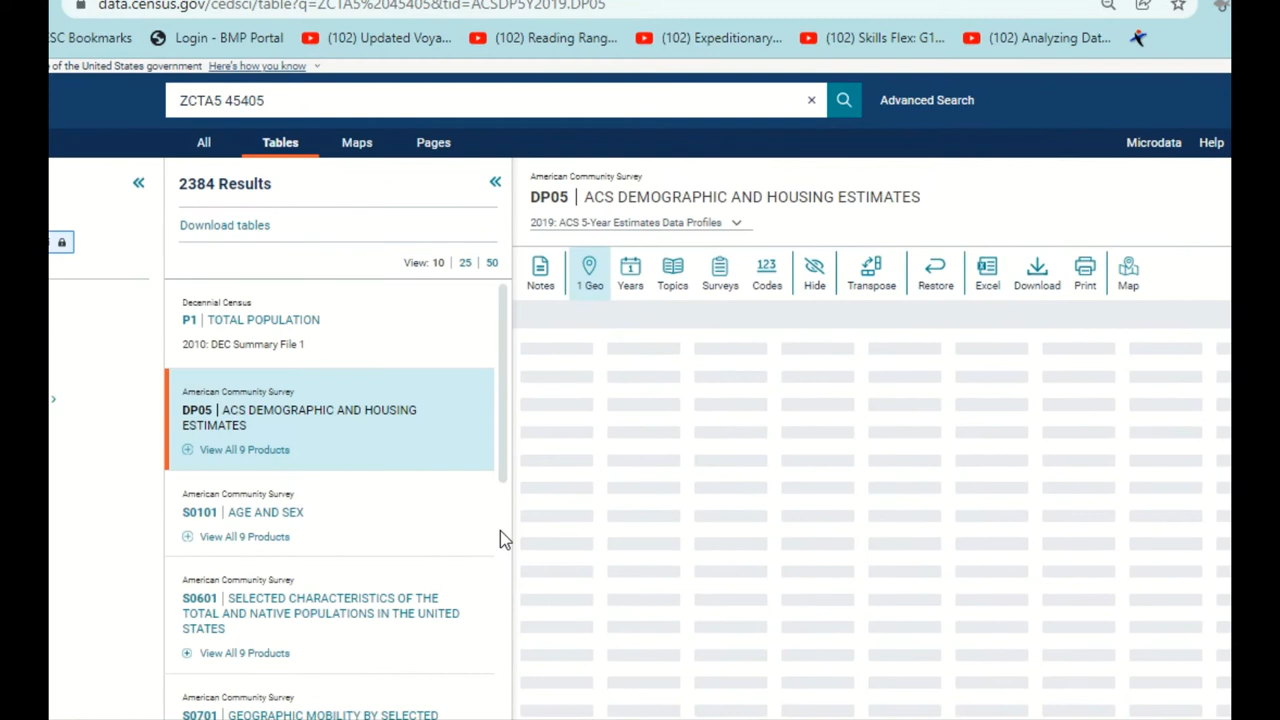 data.census.gov/cedsci/table?q=ZCTA5%2045405&tid=ACSDP5Y2019.DP05
SC Bookmarks
Login - BMP Portal
(102) Updated Voya...
(102) Reading Rang...
(102) Expeditionary...
(102) Skills Flex: G1...
(102) Analyzing Dat...
of the United States government Here's how you know
ZCTA5 45405
Advanced Search
All
Tables
Maps
Pages
Microdata
Help
2384 Results
Download tables
View: 10 | 25 | 50
Decennial Census
P1 | TOTAL POPULATION
2010: DEC Summary File 1
American Community Survey
DP05 | ACS DEMOGRAPHIC AND HOUSING
ESTIMATES
View All 9 Products
American Community Survey
S0101 | AGE AND SEX
View All 9 Products
American Community Survey
S0601 | SELECTED CHARACTERISTICS OF THE
TOTAL AND NATIVE POPULATIONS IN THE UNITED
STATES
View All 9 Products
American Community Survey
S0701 | GEOGRAPHIC MOBILITY BY SELECTED
American Community Survey
DP05 | ACS DEMOGRAPHIC AND HOUSING ESTIMATES
2019: ACS 5-Year Estimates Data Profiles
Notes
1 Geo
1
Years
Topics
Surveys
123
Codes
Hide
Transpose
Restore
Excel
Download
Print
Map